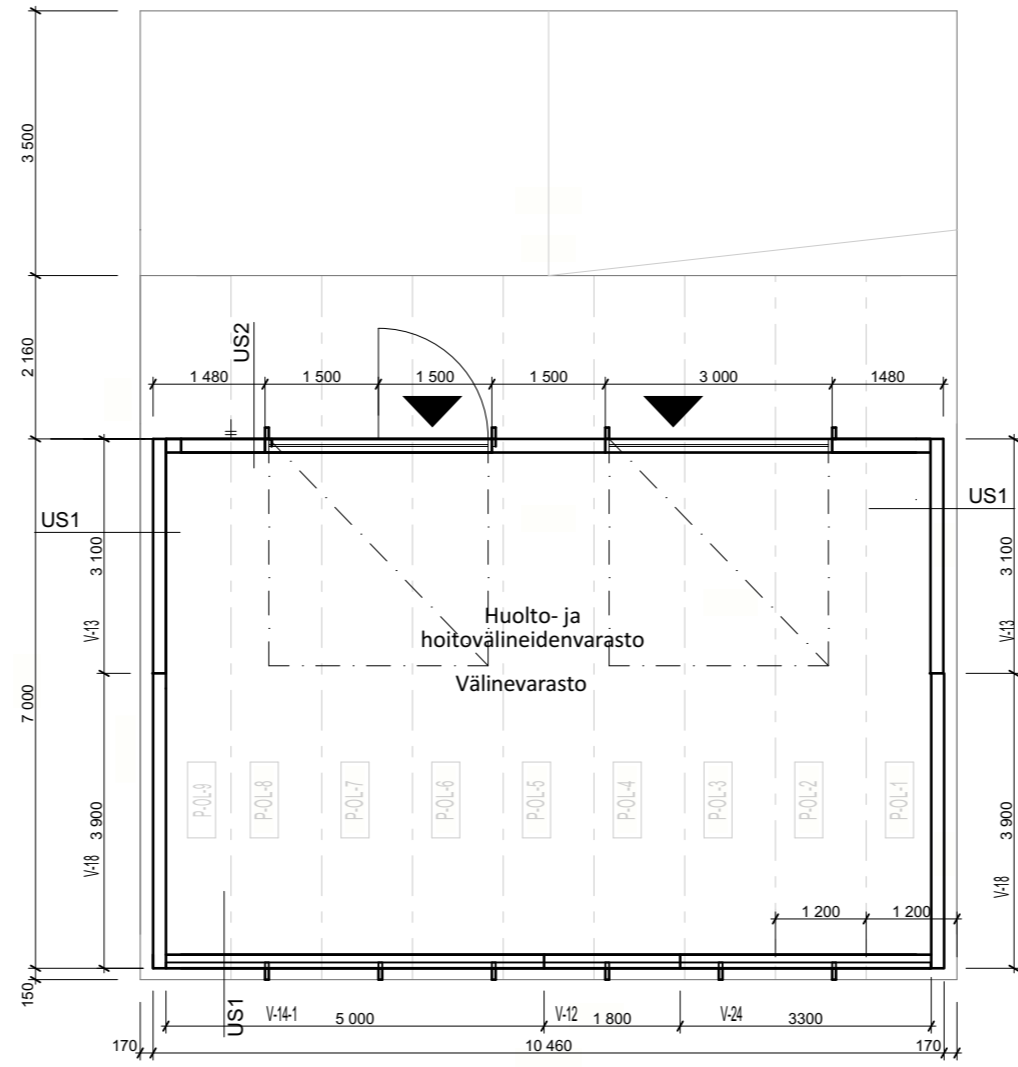 3 500
2 160
US2
1 480
1 500
1 500
1 500
3 000
1480
US1
US1
3 100
3 100
V-13
V-13
Huolto- ja
hoitovälineidenvarasto
Välinevarasto
7 000
P-OL-9
P-OL-8
P-OL-7
P-OL-6
P-OL-5
P-OL-4
P-OL-3
P-OL-2
P-OL-1
3 900
3 900
V-18
V-18
1 200
1 200
150
US1
V-14-1
5 000
V-12
1 800
V-24
3300
170
10 460
170